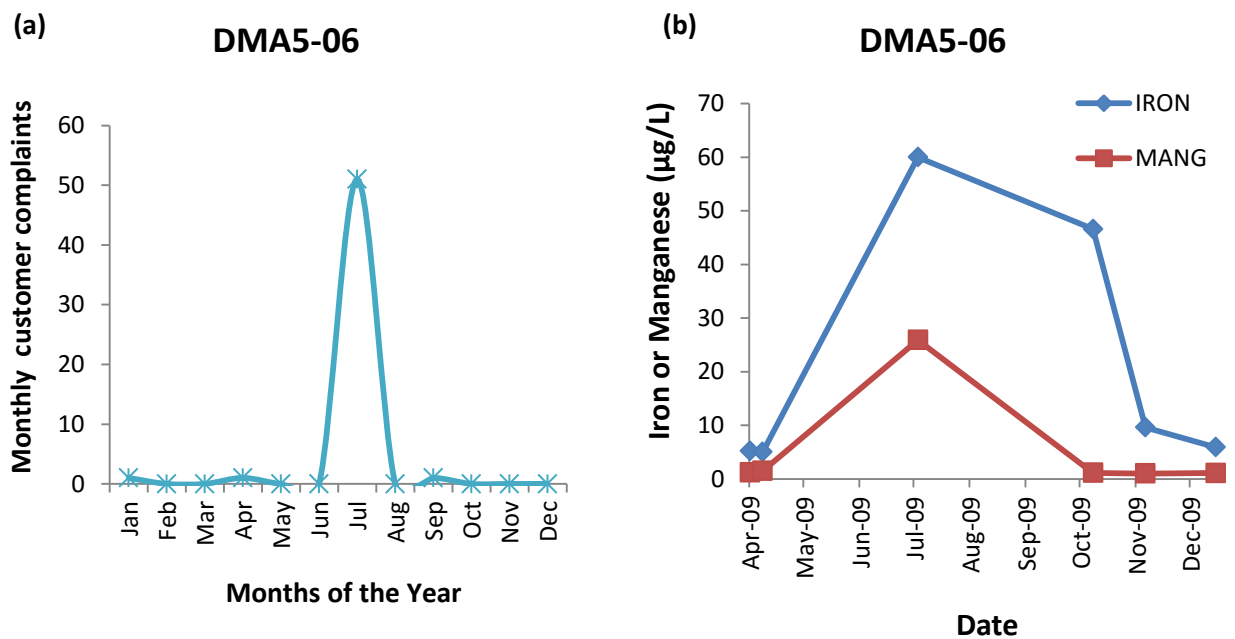 (a)
DMA5-06
Monthly customer complaints
60
50
40
30
20
10
0
Jan
Feb
Mar
Apr
May
Jun
Jul
Aug
Sep
Oct
Nov
Dec
Months of the Year
(b)
DMA5-06
IRON
MANG
Iron or Manganese (µg/L)
70
60
50
40
30
20
10
0
Apr-09
May-09
Jun-09
Jul-09
Aug-09
Sep-09
Oct-09
Nov-09
Dec-09
Date